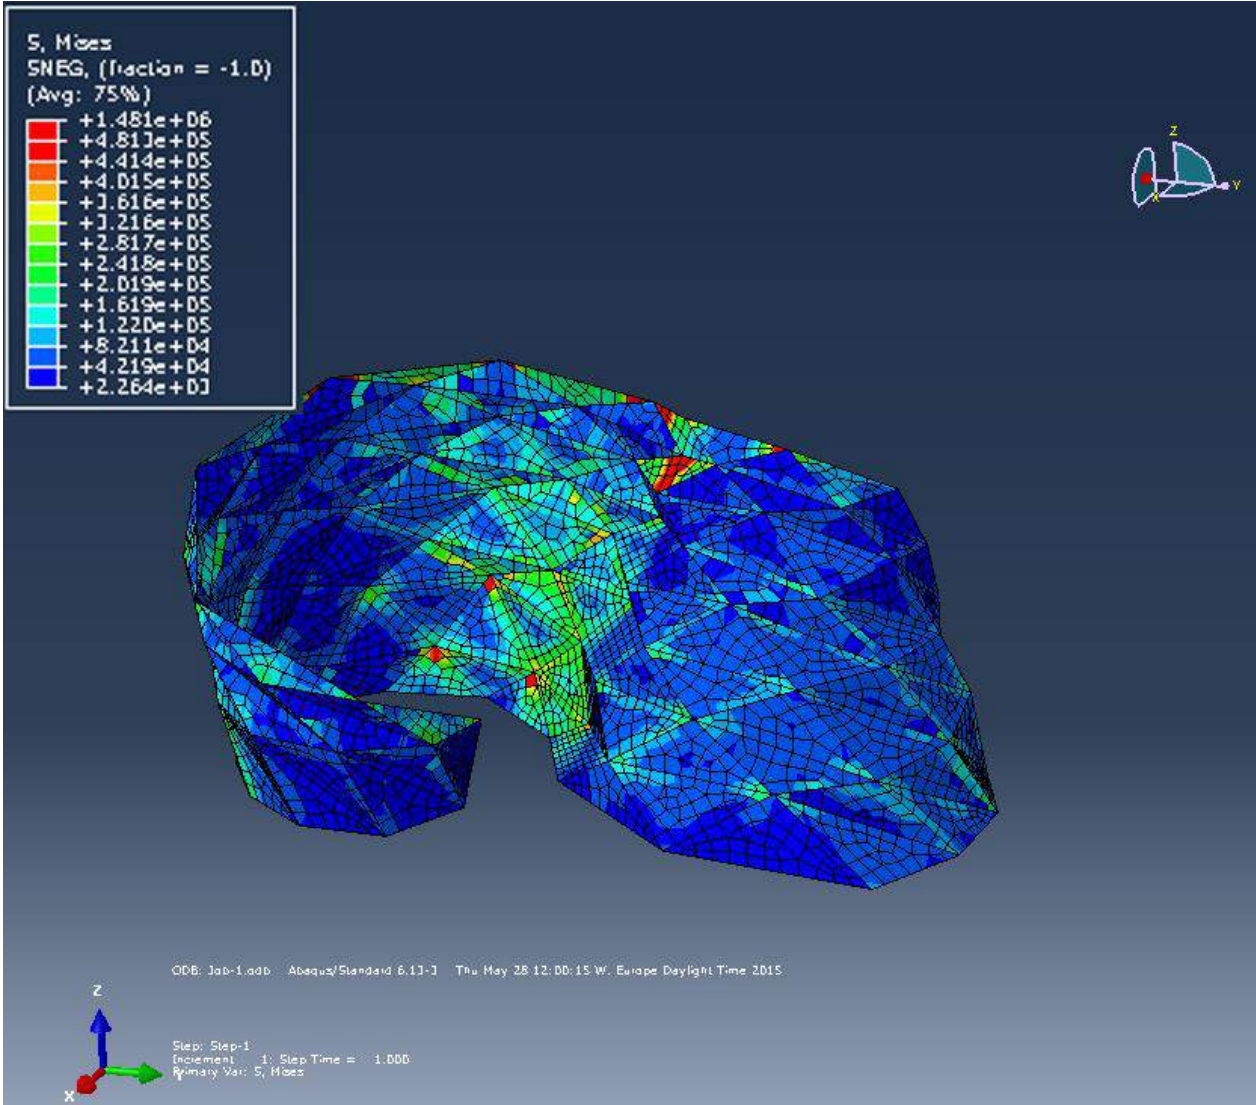 S, Mises
SNEG, (fraction = -1.0)
(Avg: 75%)
+1.481e+06
+4.813e+05
+4.414e+05
+4.015e+05
+3.616e+05
+3.216e+05
+2.817e+05
+2.418e+05
+2.019e+05
+1.619e+05
+1.220e+05
+8.211e+04
+4.219e+04
+2.264e+03
Z
Y
X
ODB: Job-1.odb Abaqus/Standard 6.13-3 Thu May 28 12:00:15 W. Europe Daylight Time 2015
Z
Step: Step-1
Increment 1: Step Time = 1.000
Primary Var: S, Mises
Y
X